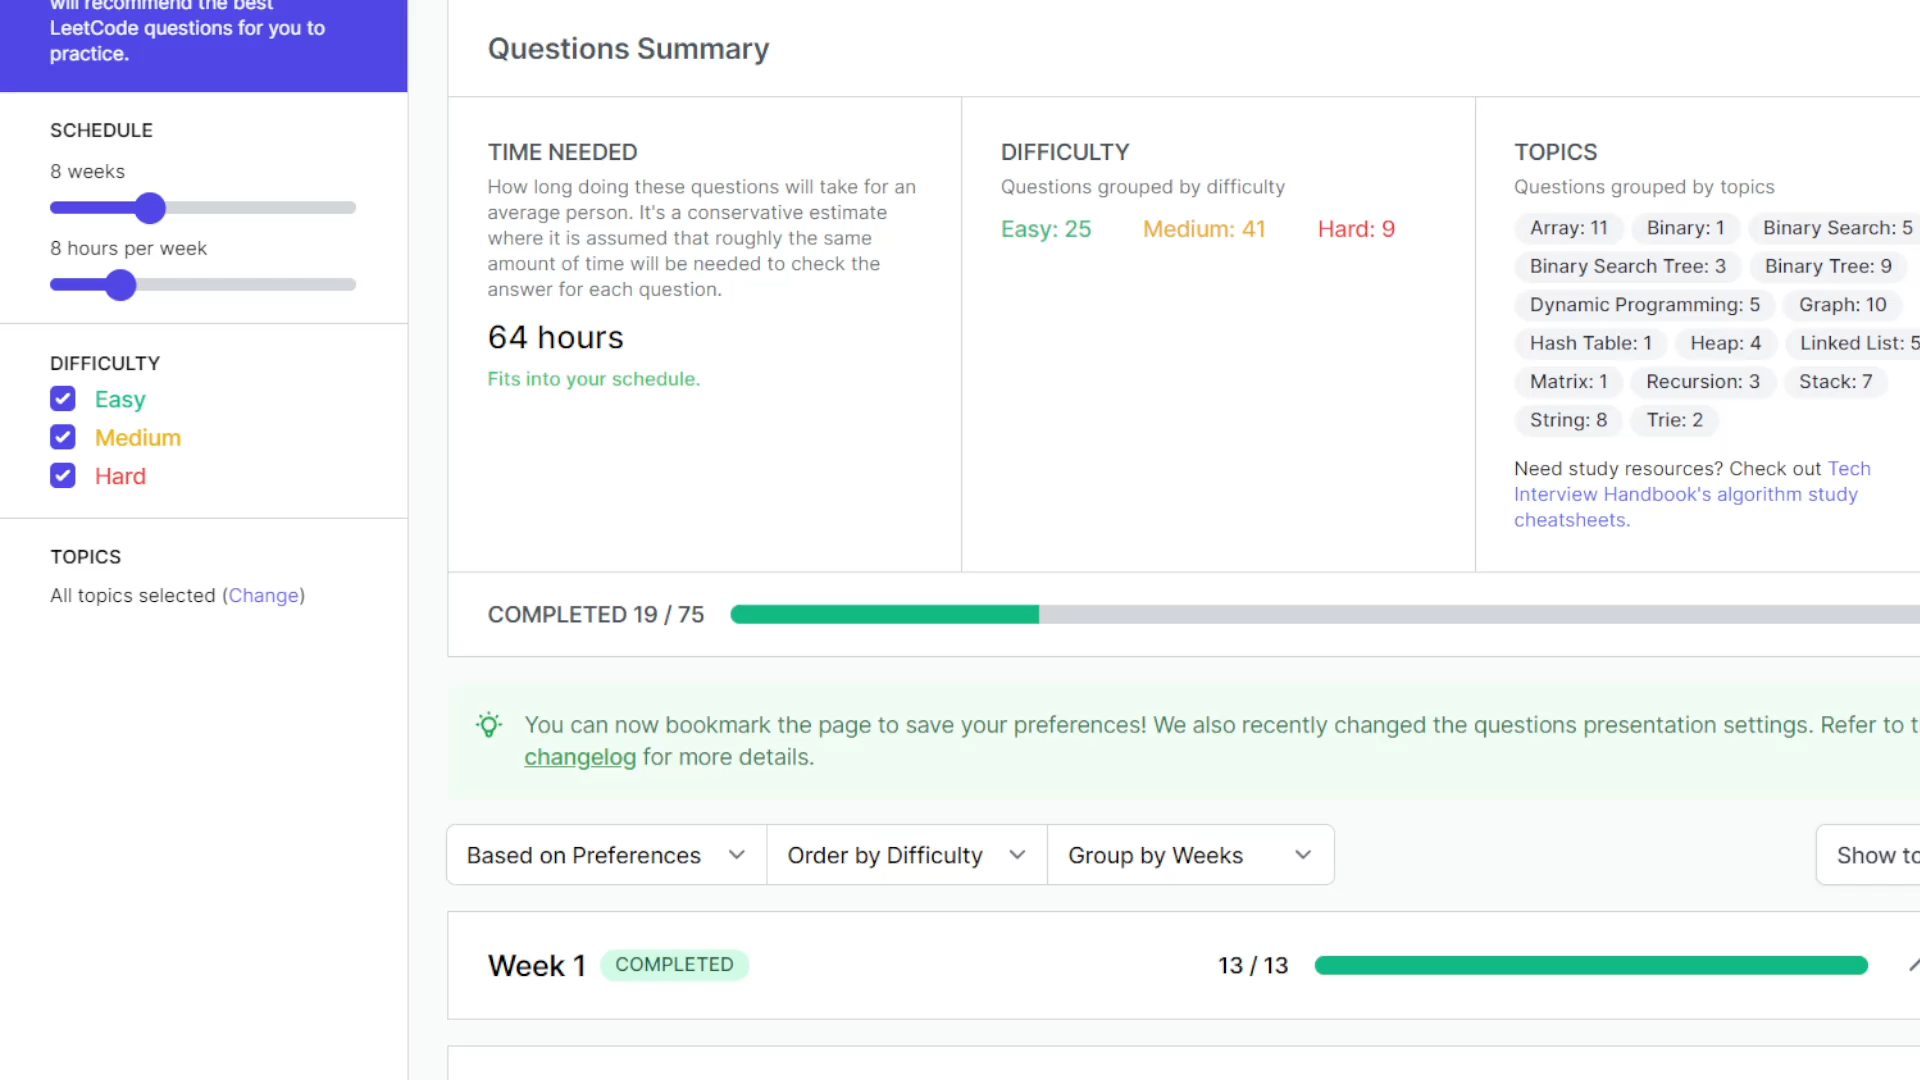 will recommend the best
LeetCode questions for you to
practice.
SCHEDULE
8 weeks
8 hours per week
DIFFICULTY
Easy
Medium
Hard
TOPICS
All topics selected (Change)
Questions Summary
TIME NEEDED
How long doing these questions will take for an
average person. It's a conservative estimate
where it is assumed that roughly the same
amount of time will be needed to check the
answer for each question.
64 hours
Fits into your schedule.
DIFFICULTY
Questions grouped by difficulty
Easy: 25 Medium: 41 Hard: 9
TOPICS
Questions grouped by topics
Array: 11 Binary: 1 Binary Search: 5
Binary Search Tree: 3 Binary Tree: 9
Dynamic Programming: 5 Graph: 10
Hash Table: 1 Heap: 4 Linked List: 5
Matrix: 1 Recursion: 3 Stack: 7
String: 8 Trie: 2
Need study resources? Check out Tech
Interview Handbook's algorithm study
cheatsheets.
COMPLETED 19 / 75
You can now bookmark the page to save your preferences! We also recently changed the questions presentation settings. Refer to
changelog for more details.
Based on Preferences Order by Difficulty Group by Weeks Show
Week 1 COMPLETED 13 / 13